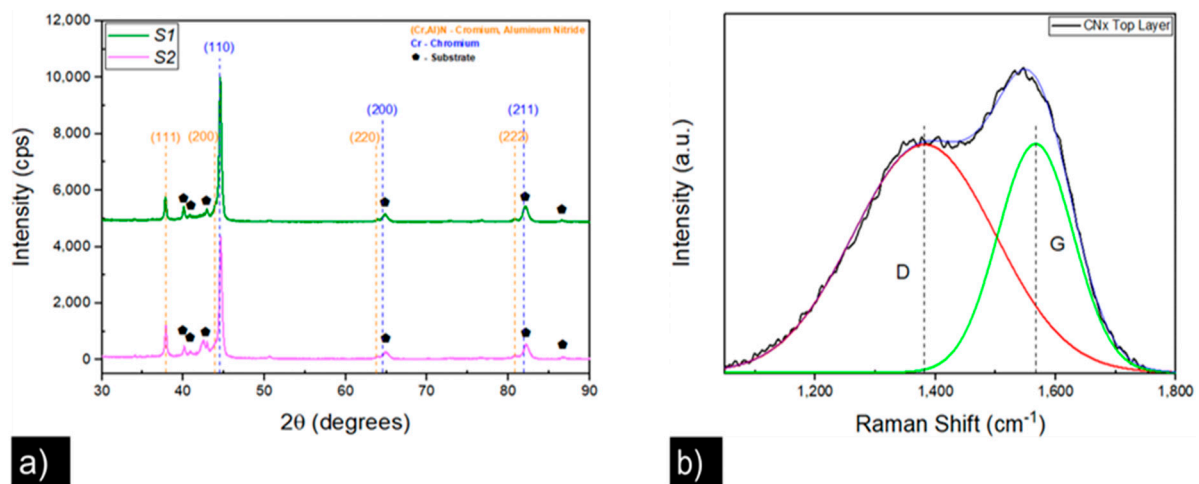 12,000
10,000
8,000
6,000
4,000
2,000
0
Intensity (cps)
S1
S2
(Cr,Al)N - Cromium, Aluminum Nitride
Cr - Chromium
- Substrate
(111)
(200)
(110)
(220)
(200)
(222)
(211)
30
40
50
60
70
80
90
2θ (degrees)
a)
CNx Top Layer
Intensity (a.u.)
D
G
1,200
1,400
1,600
1,800
Raman Shift (cm⁻¹)
b)